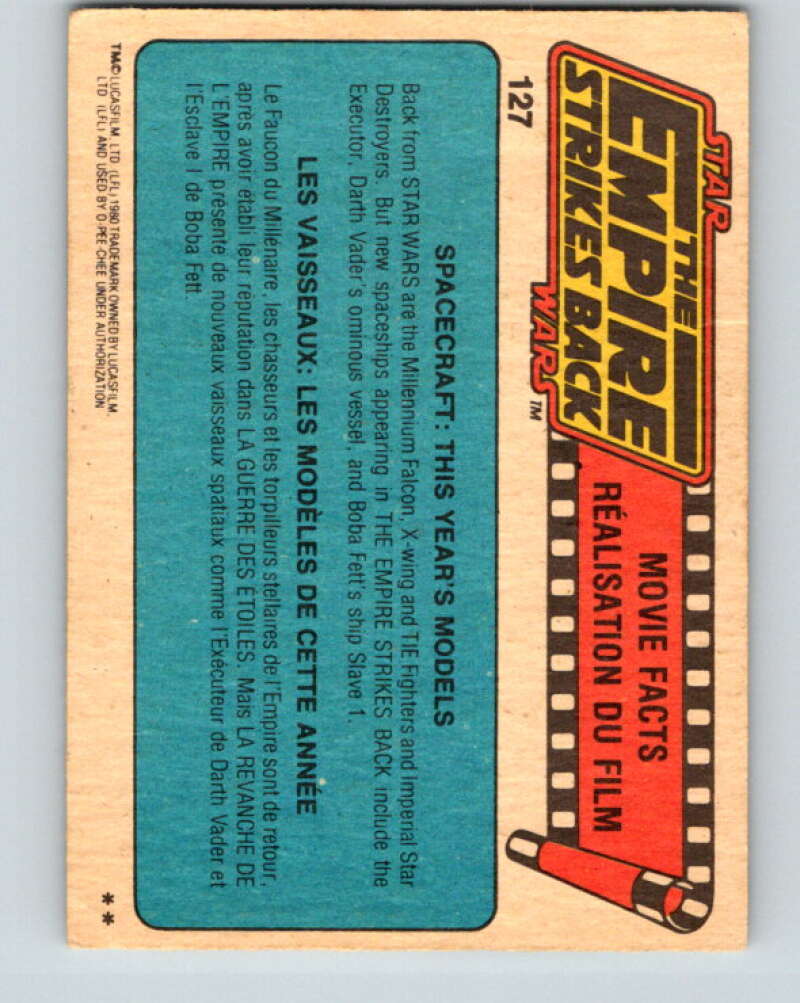 STAR
THE
EMPIRE
STRIKES BACK
WARS™
MOVIE FACTS
RÉALISATION DU FILM
127
SPACECRAFT: THIS YEAR'S MODELS
Back from STAR WARS are the Millennium Falcon, X-wing and TIE Fighters and Imperial Star
Destroyers. But new spaceships appearing in THE EMPIRE STRIKES BACK include the
Executor, Darth Vader's ominous vessel, and Boba Fett's ship Slave 1.
LES VAISSEAUX: LES MODÈLES DE CETTE ANNÉE
Le Faucon du Millénaire, les chasseurs et les torpilleurs stellaires de l'Empire sont de retour,
après avoir établi leur réputation dans LA GUERRE DES ÉTOILES. Mais LA REVANCHE DE
L'EMPIRE présente de nouveaux vaisseaux spatiaux comme l'Exécuteur de Darth Vader et
l'Esclave I de Boba Fett.
TM©LUCASFILM, LTD (LFL) 1980 TRADEMARK OWNED BY LUCASFILM,
LTD (LFL) AND USED BY O-PEE-CHEE UNDER AUTHORIZATION
**